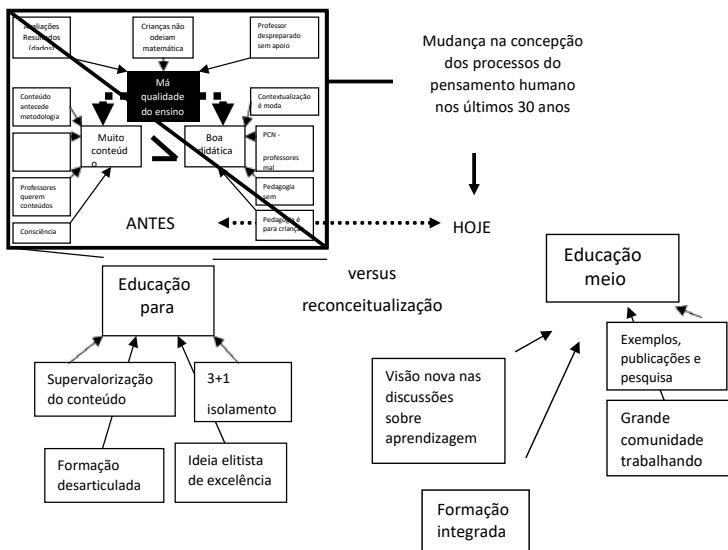 Avaliações
Resultados
(dados)
Crianças não
odeiam
matemática
Professor
despreparado
sem apoio
Má
qualidade
do ensino
Conteúdo
antecede
metodologia
Contextualização
é moda
Muito
conteúd
o
>
Boa
didática
PCN -
professores
mal
Professores
querem
conteúdos
Pedagogia
sem
Consciência
Pedagogia é
para criança
ANTES
Mudança na concepção
dos processos do
pensamento humano
nos últimos 30 anos
HOJE
versus
reconceitualização
Educação
para
Educação
meio
Supervalorização
do conteúdo
3+1
isolamento
Formação
desarticulada
Ideia elitista
de excelência
Visão nova nas
discussões
sobre
aprendizagem
Exemplos,
publicações e
pesquisa
Grande
comunidade
trabalhando
Formação
integrada